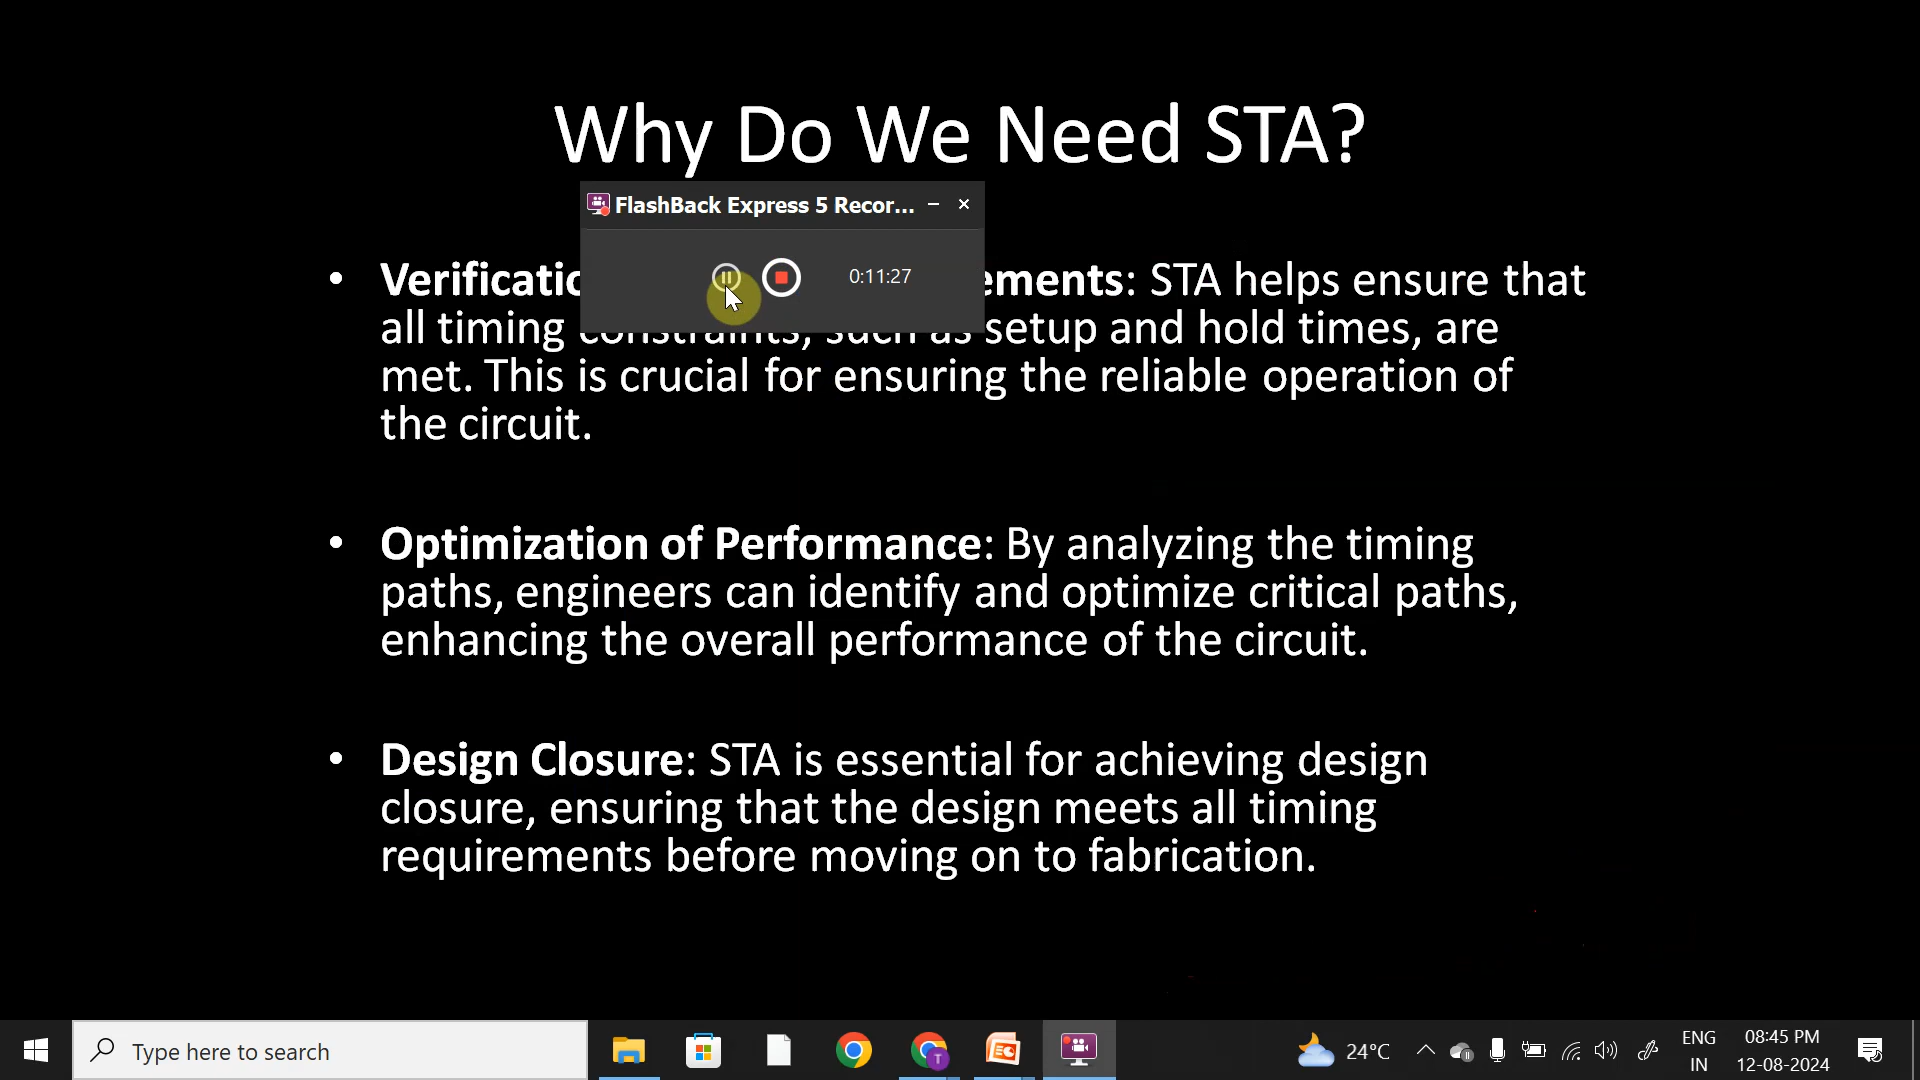 Why Do We Need STA?
FlashBack Express 5 Recor...
0:11:27
• ements: STA helps ensure that
all timing constraints, such as setup and hold times, are
met. This is crucial for ensuring the reliable operation of
the circuit.
• Optimization of Performance: By analyzing the timing
paths, engineers can identify and optimize critical paths,
enhancing the overall performance of the circuit.
• Design Closure: STA is essential for achieving design
closure, ensuring that the design meets all timing
requirements before moving on to fabrication.
Type here to search
T
24°C
ENG
IN
08:45 PM
12-08-2024